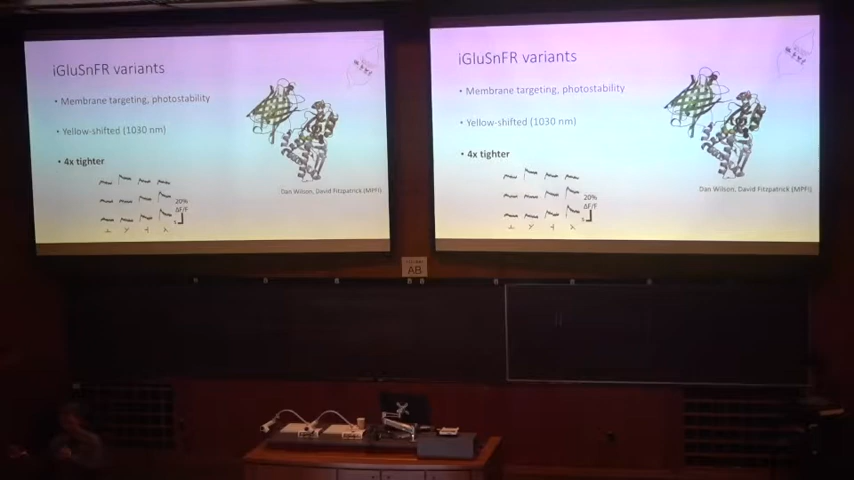 iGluSnFR variants
• Membrane targeting, photostability
• Yellow-shifted (1030 nm)
• 4x tighter
20%
ΔF/F
Dan Wilson, David Fitzpatrick (MPFI)
iGluSnFR variants
• Membrane targeting, photostability
• Yellow-shifted (1030 nm)
• 4x tighter
20%
ΔF/F
Dan Wilson, David Fitzpatrick (MPFI)
AB